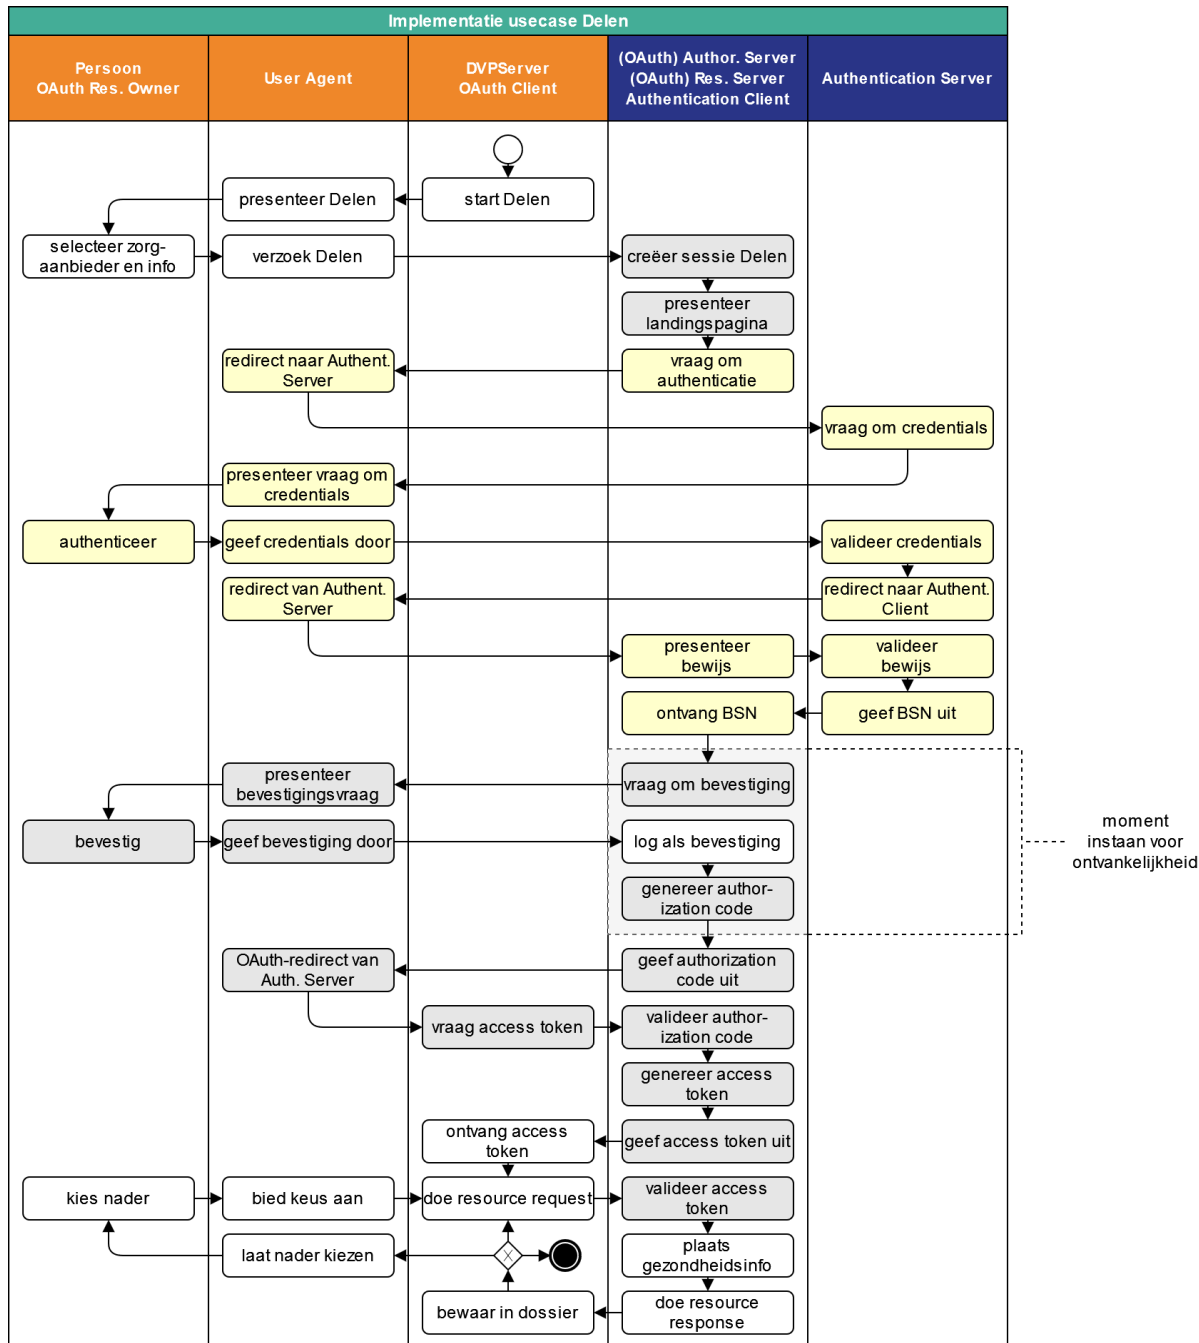 Implementatie usecase Delen
Persoon
OAuth Res. Owner
User Agent
DVPServer
OAuth Client
(OAuth) Author. Server
(OAuth) Res. Server
Authentication Client
Authentication Server
presenteer Delen
start Delen
selecteer zorg-
aanbieder en info
verzoek Delen
creëer sessie Delen
presenteer
landingspagina
redirect naar Authent.
Server
vraag om
authenticatie
vraag om credentials
presenteer vraag om
credentials
authenticeer
geef credentials door
valideer credentials
redirect van Authent.
Server
redirect naar Authent.
Client
presenteer
bewijs
valideer
bewijs
ontvang BSN
geef BSN uit
presenteer
bevestigingsvraag
vraag om bevestiging
bevestig
geef bevestiging door
log als bevestiging
moment
instaan voor
ontvankelijkheid
genereer author-
ization code
OAuth-redirect van
Auth. Server
geef authorization
code uit
vraag access token
valideer author-
ization code
genereer access
token
ontvang access
token
geef access token uit
kies nader
bied keus aan
doe resource request
valideer access
token
laat nader kiezen
X
plaats
gezondheidsinfo
bewaar in dossier
doe resource
response